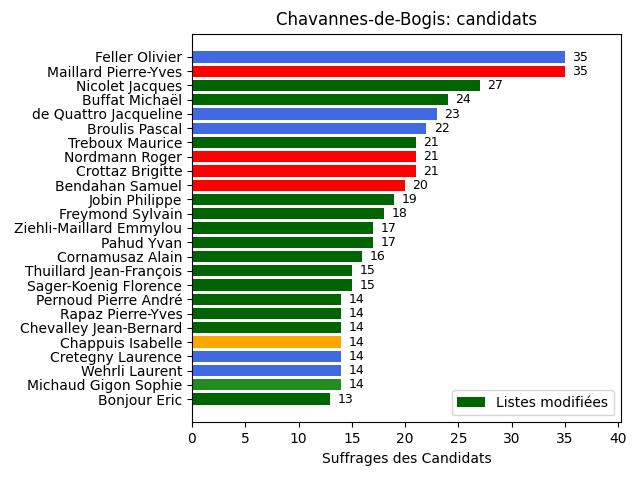 Chavannes-de-Bogis: candidats
Feller Olivier 35
Maillard Pierre-Yves 35
Nicolet Jacques 27
Buffat Michaël 24
de Quattro Jacqueline 23
Broulis Pascal 22
Treboux Maurice 21
Nordmann Roger 21
Crottaz Brigitte 21
Bendahan Samuel 20
Jobin Philippe 19
Freymond Sylvain 18
Ziehli-Maillard Emmylou 17
Pahud Yvan 17
Cornamusaz Alain 16
Thuillard Jean-François 15
Sager-Koenig Florence 15
Pernoud Pierre André 14
Rapaz Pierre-Yves 14
Chevalley Jean-Bernard 14
Chappuis Isabelle 14
Cretegny Laurence 14
Wehrli Laurent 14
Michaud Gigon Sophie 14
Bonjour Eric 13
Listes modifiées
0 5 10 15 20 25 30 35 40
Suffrages des Candidats